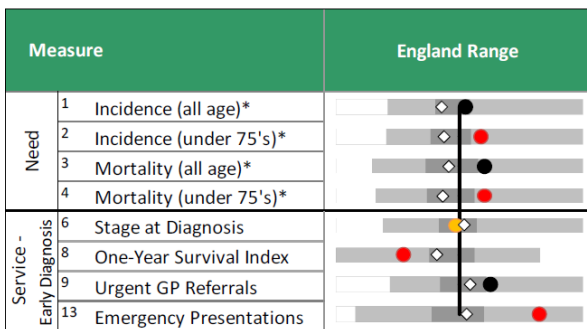 Measure England Range
Need
1 Incidence (all age)*
2 Incidence (under 75's)*
3 Mortality (all age)*
4 Mortality (under 75's)*
Service -
Early Diagnosis
6 Stage at Diagnosis
8 One-Year Survival Index
9 Urgent GP Referrals
13 Emergency Presentations